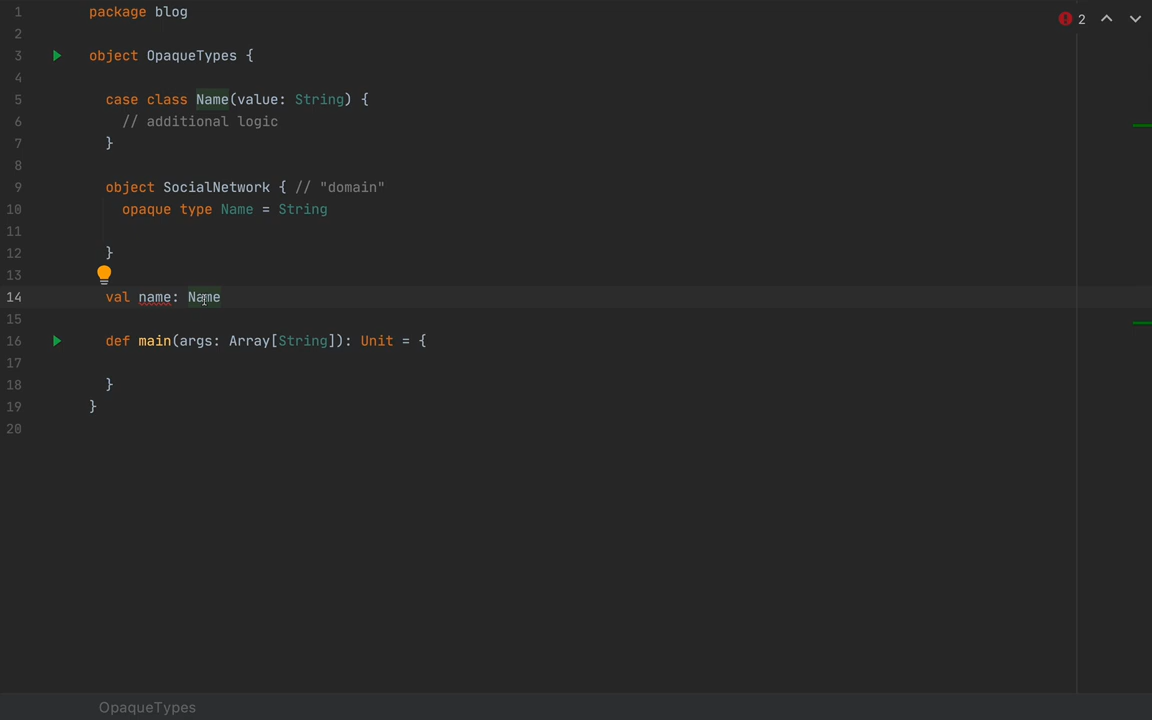 2
1 package blog
2
3 object OpaqueTypes {
4
5 case class Name(value: String) {
6 // additional logic
7 }
8
9 object SocialNetwork { // "domain"
10 opaque type Name = String
11
12 }
13
14 val name: Name
15
16 def main(args: Array[String]): Unit = {
17
18 }
19 }
20
OpaqueTypes